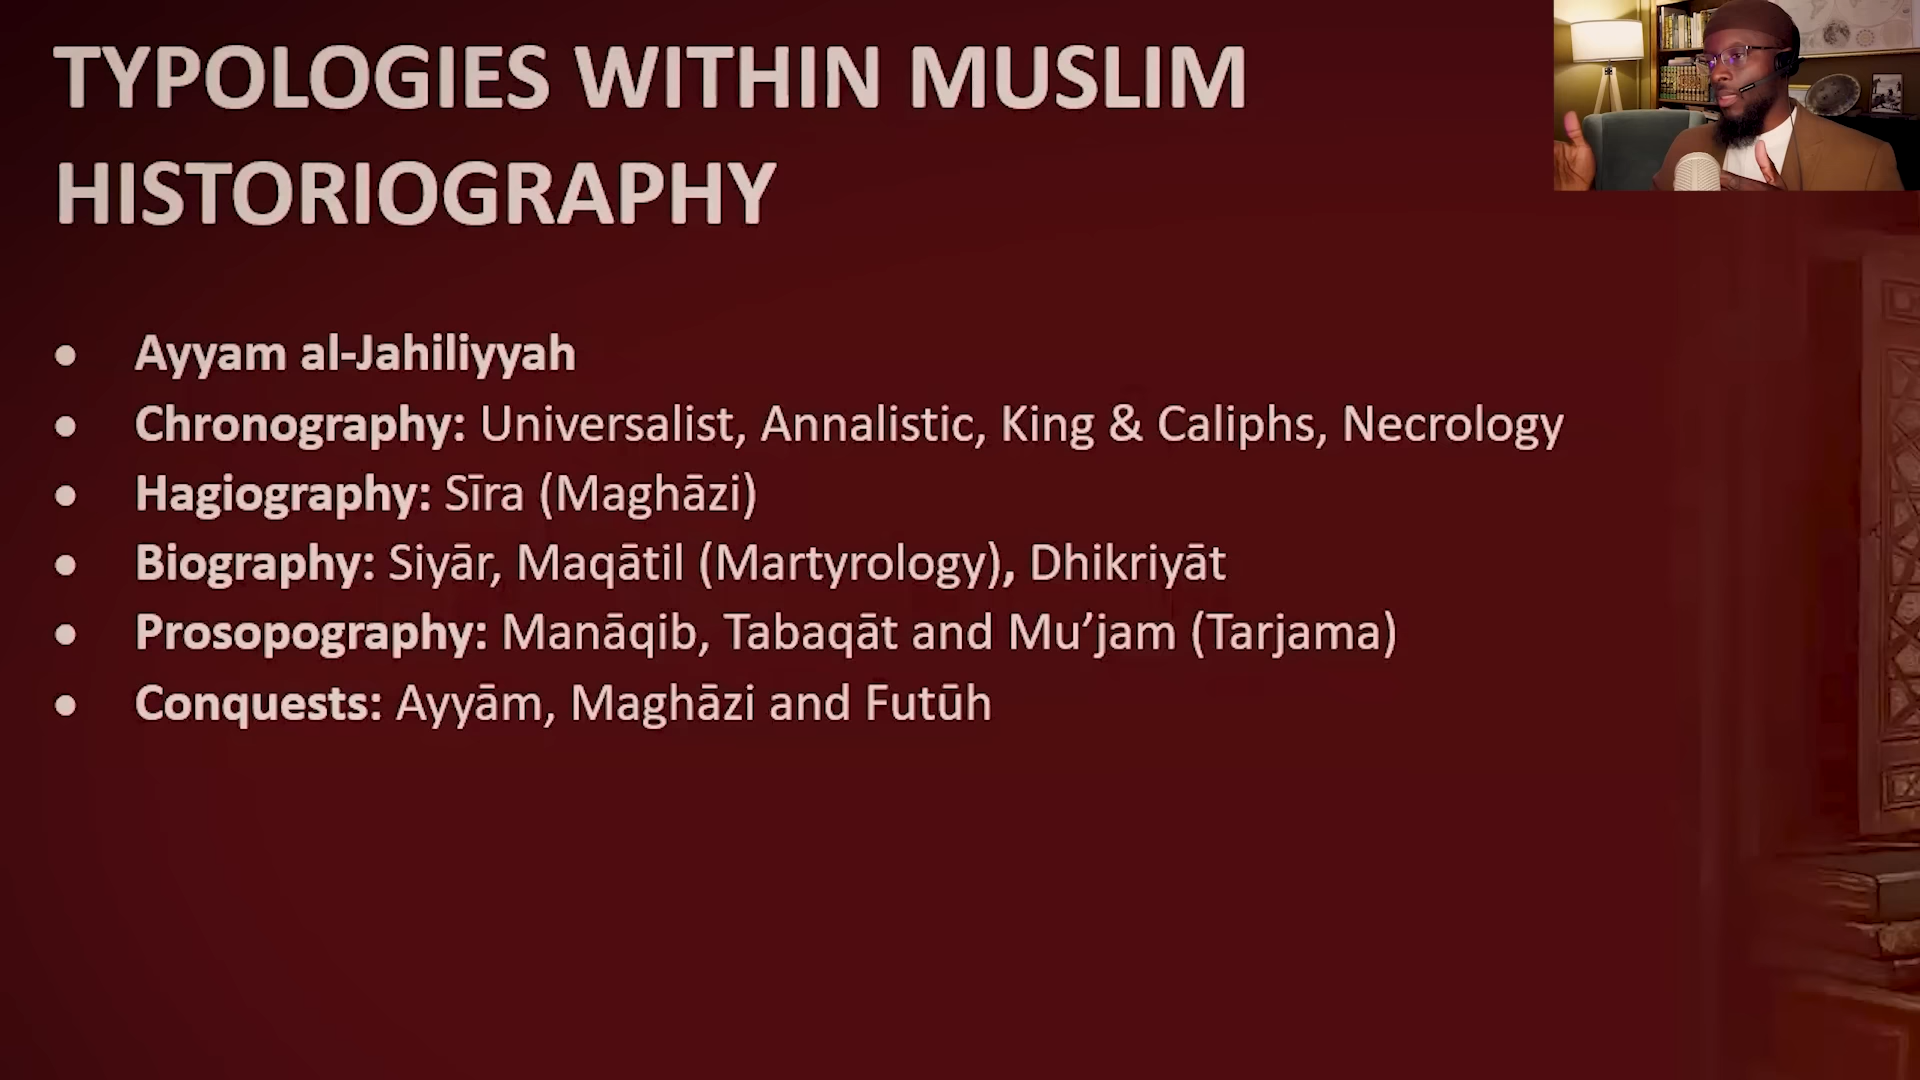 TYPOLOGIES WITHIN MUSLIM
HISTORIOGRAPHY
● Ayyam al-Jahiliyyah
● Chronography: Universalist, Annalistic, King & Caliphs, Necrology
● Hagiography: Sīra (Maghāzi)
● Biography: Siyār, Maqātil (Martyrology), Dhikriyāt
● Prosopography: Manāqib, Tabaqāt and Mu’jam (Tarjama)
● Conquests: Ayyām, Maghāzi and Futūh